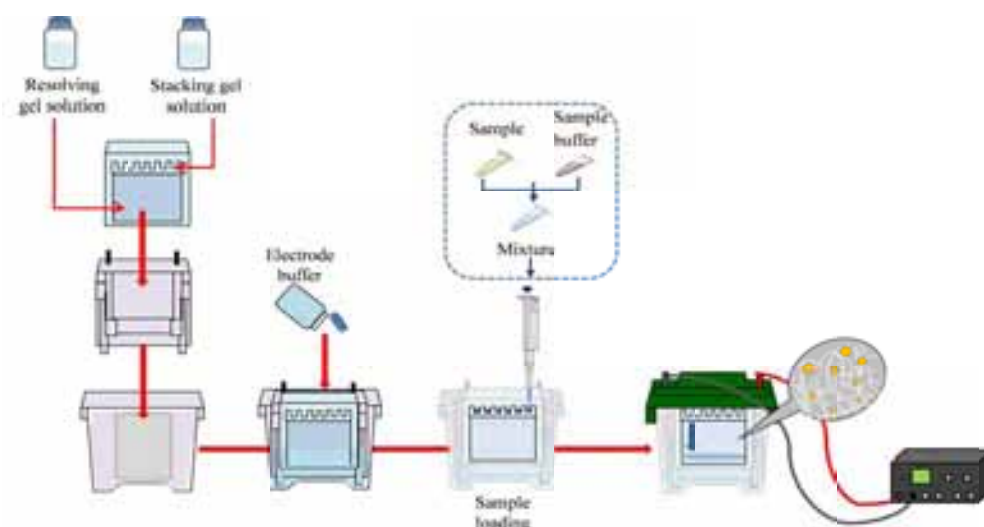 Resolving
gel solution
Stacking gel
solution
Sample
Sample
buffer
Mixture
Electrode
buffer
Sample
loading